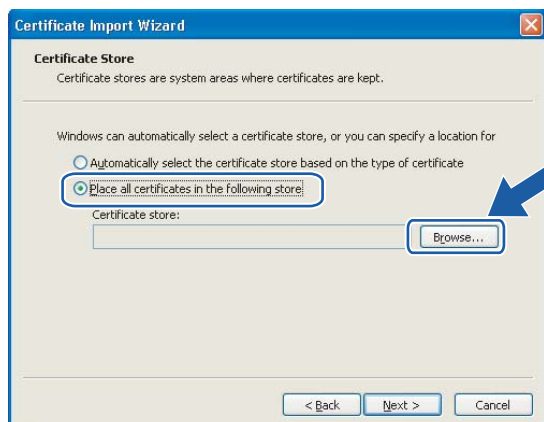 Certificate Import Wizard
Certificate Store
Certificate stores are system areas where certificates are kept.
Windows can automatically select a certificate store, or you can specify a location for
Automatically select the certificate store based on the type of certificate
Place all certificates in the following store
Certificate store:
Browse...
< Back Next > Cancel